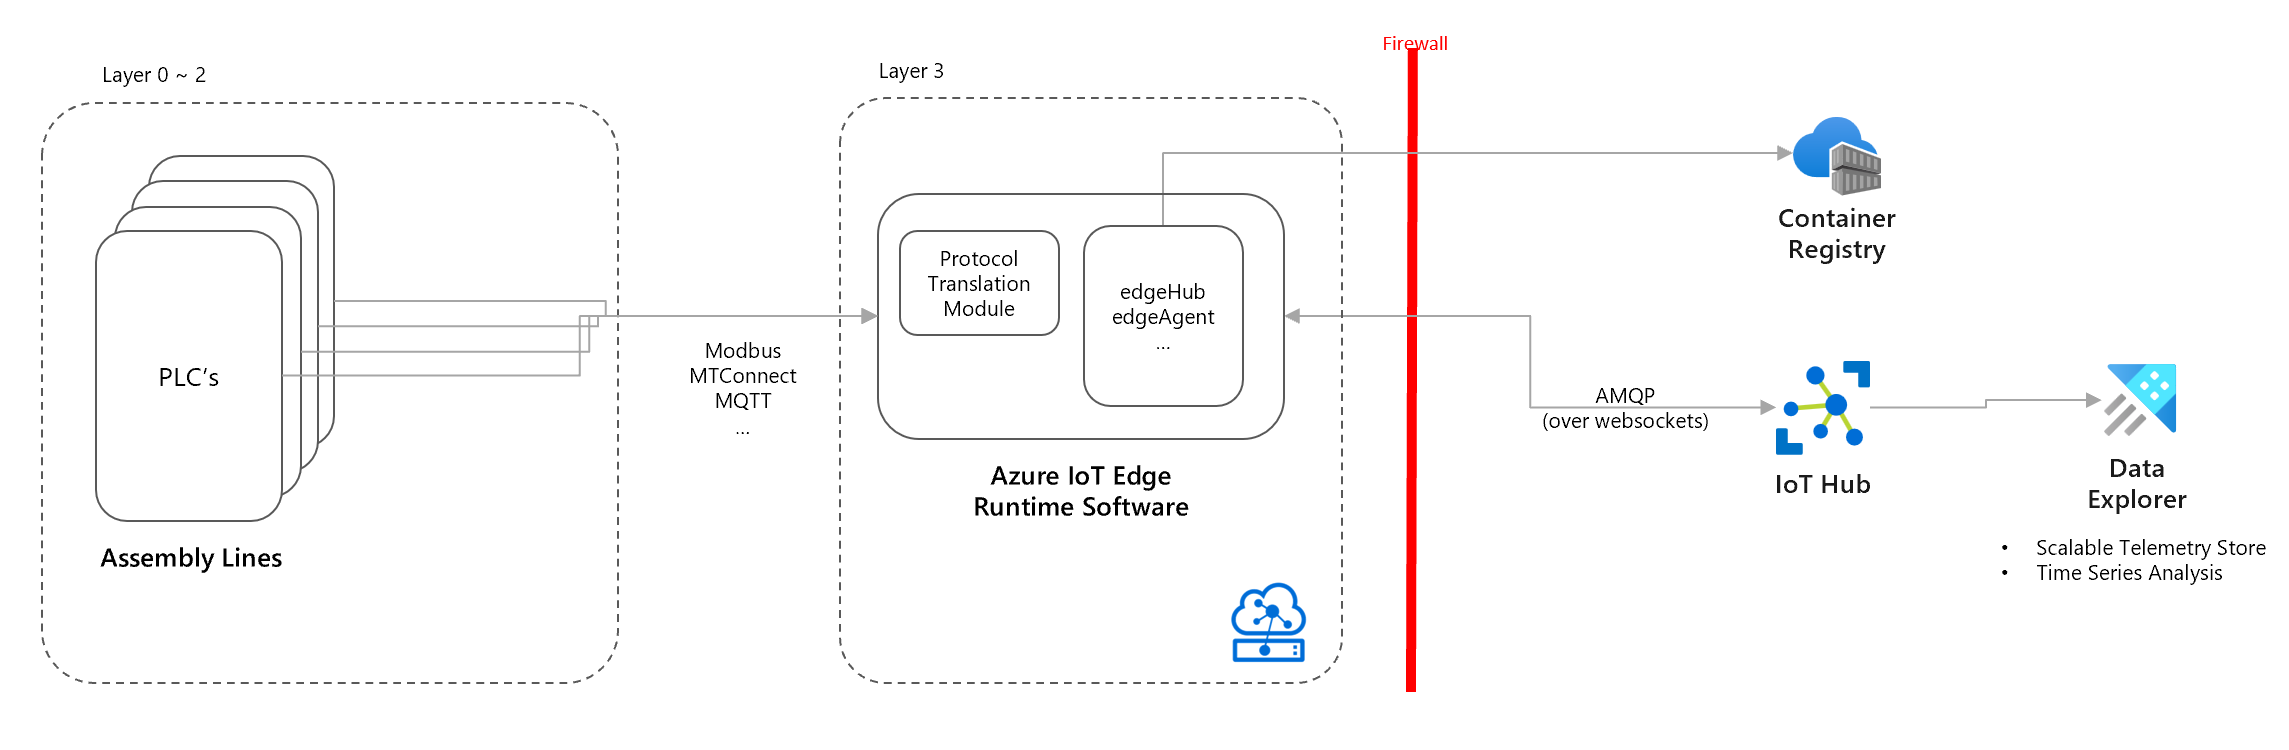 Layer 0 ~ 2
PLC's
Assembly Lines
Modbus
MTConnect
MQTT
...
Layer 3
Protocol
Translation
Module
edgeHub
edgeAgent
...
Azure IoT Edge
Runtime Software
Firewall
AMQP
(over websockets)
Container
Registry
IoT Hub
Data
Explorer
• Scalable Telemetry Store
• Time Series Analysis